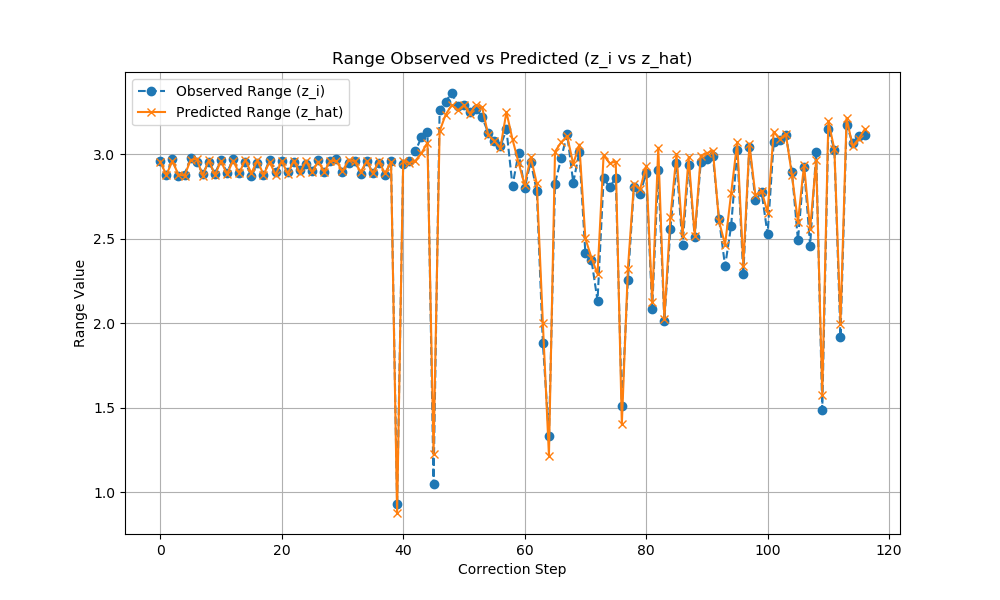 Range Observed vs Predicted (z_i vs z_hat)
Observed Range (z_i)
Predicted Range (z_hat)
Range Value
3.0
2.5
2.0
1.5
1.0
0 20 40 60 80 100 120
Correction Step